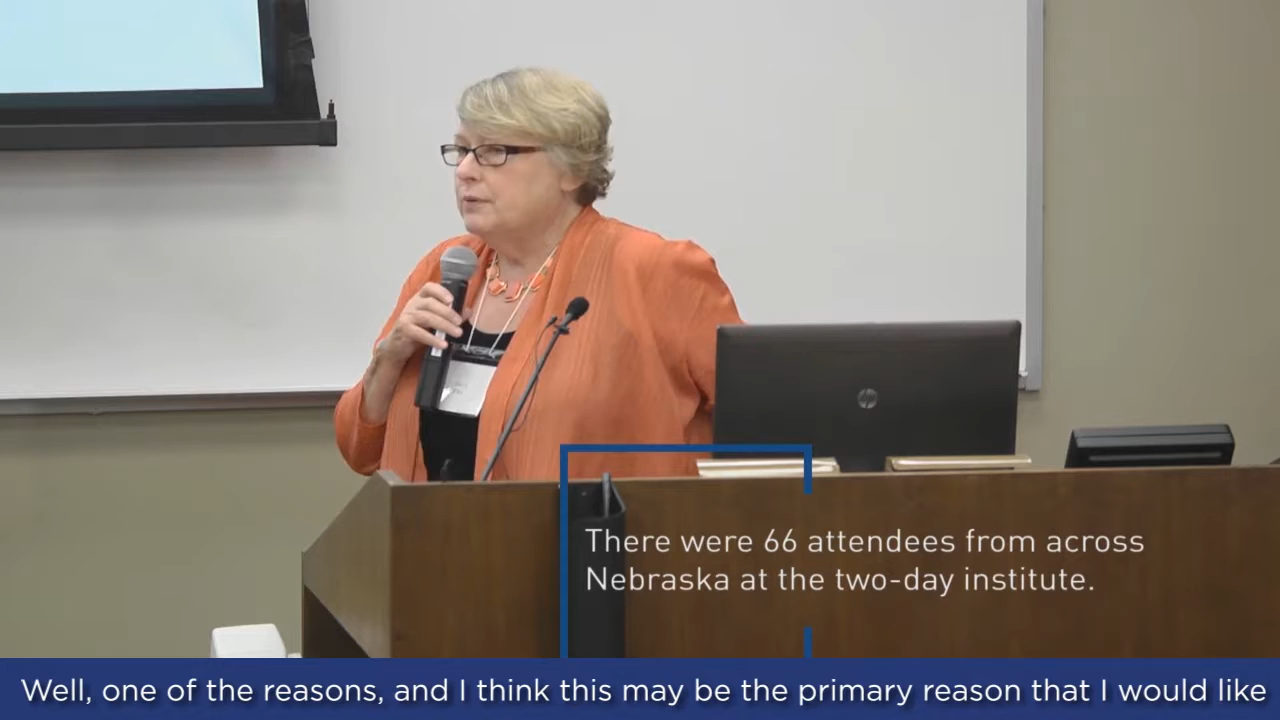 There were 66 attendees from across
Nebraska at the two-day institute.
Well, one of the reasons, and I think this may be the primary reason that I would like